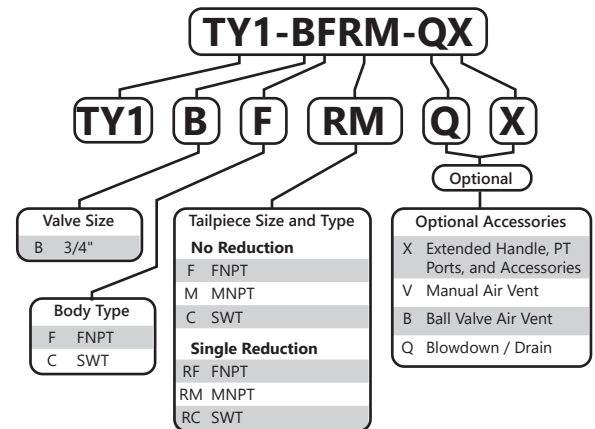 TY1-BFRM-QX
TY1 B F RM Q X
Optional
Valve Size
B 3/4"
Body Type
F FNPT
C SWT
Tailpiece Size and Type
No Reduction
F FNPT
M MNPT
C SWT
Single Reduction
RF FNPT
RM MNPT
RC SWT
Optional Accessories
X Extended Handle, PT
Ports, and Accessories
V Manual Air Vent
B Ball Valve Air Vent
Q Blowdown / Drain